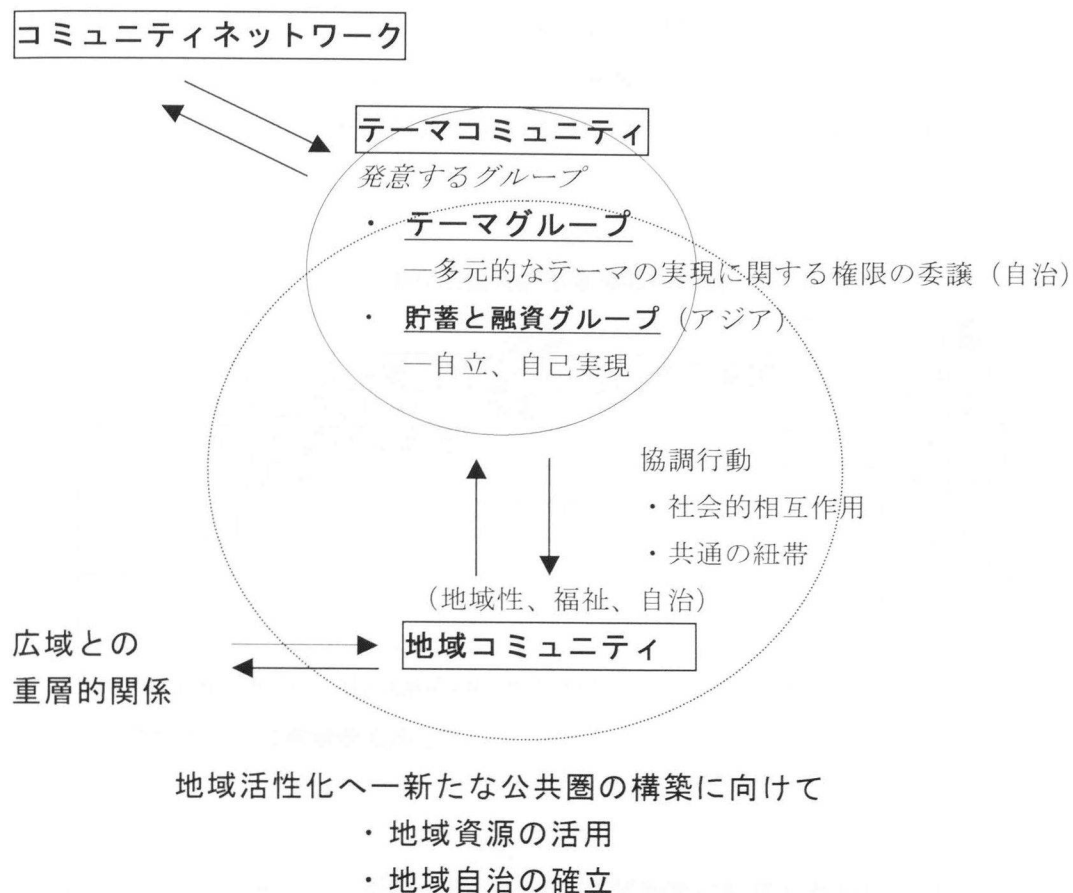 コミュニティネットワーク
テーマコミュニティ
発意するグループ
・ テーマグループ
―多元的なテーマの実現に関する権限の委譲（自治）
・ 貯蓄と融資グループ（アジア）
―自立、自己実現
協調行動
・社会的相互作用
・共通の紐帯
（地域性、福祉、自治）
地域コミュニティ
広域との
重層的関係
地域活性化へ―新たな公共圏の構築に向けて
・地域資源の活用
・地域自治の確立